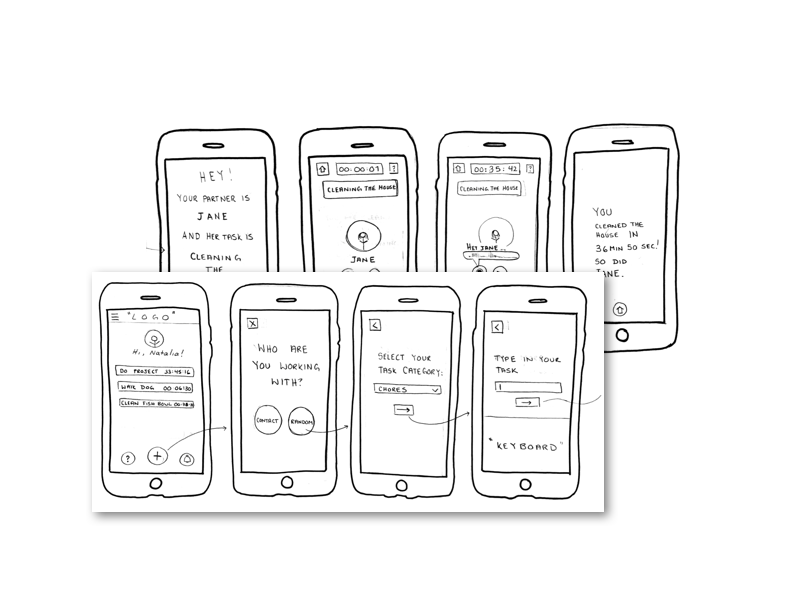 HEY!
YOUR PARTNER IS
JANE
AND HER TASK IS
CLEANING
THE
00:00:01
?
CLEANING THE HOUSE
JANE
00:35:42
?
CLEANING THE HOUSE
HEY JANE
YOU
CLEANED THE
HOUSE IN
36 MIN 50 SEC!
SO DID
JANE.
"LOGO"
Hi, Natalia!
DO PROJECT 33:45:16
WALK DOG 00:06:30
CLEAN FISH BOWL
?
+
X
WHO ARE
YOU WORKING
WITH?
CONTACT
RANDOM
<
SELECT YOUR
TASK CATEGORY:
CHORES
<
TYPE IN YOUR
TASK
"KEYBOARD"